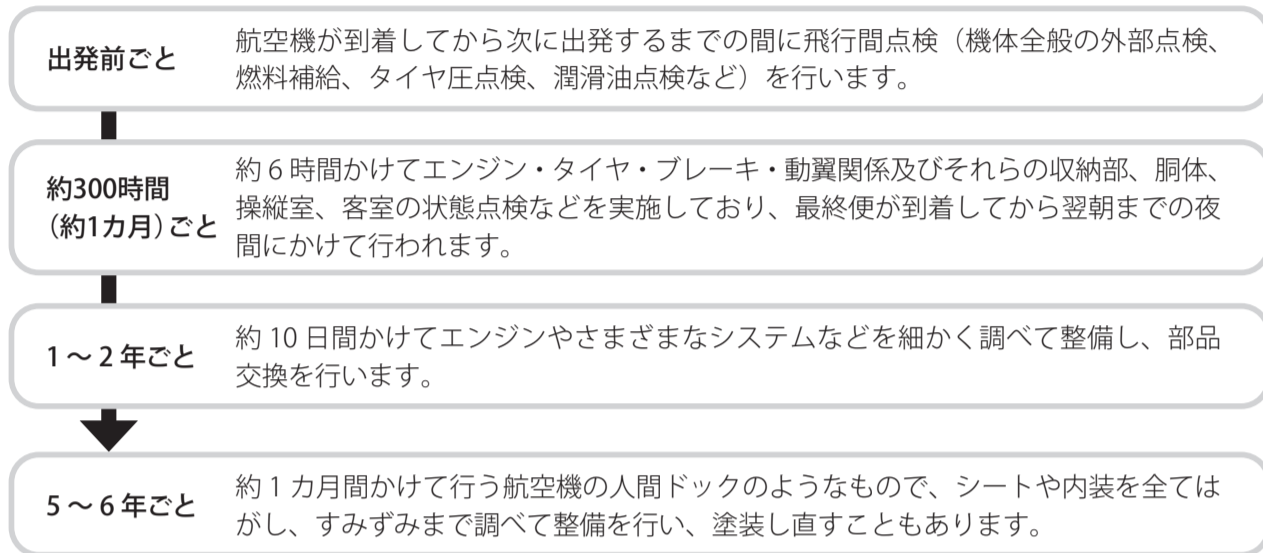 出発前ごと
航空機が到着してから次に出発するまでの間に飛行間点検（機体全般の外部点検、
燃料補給、タイヤ圧点検、潤滑油点検など）を行います。
約300時間
（約1カ月）ごと
約 6 時間かけてエンジン・タイヤ・ブレーキ・動翼関係及びそれらの収納部、胴体、
操縦室、客室の状態点検などを実施しており、最終便が到着してから翌朝までの夜
間にかけて行われます。
1 ～ 2 年ごと
約 10 日間かけてエンジンやさまざまなシステムなどを細かく調べて整備し、部品
交換を行います。
5 ～ 6 年ごと
約 1 カ月間かけて行う航空機の人間ドックのようなもので、シートや内装を全ては
がし、すみずみまで調べて整備を行い、塗装し直すこともあります。